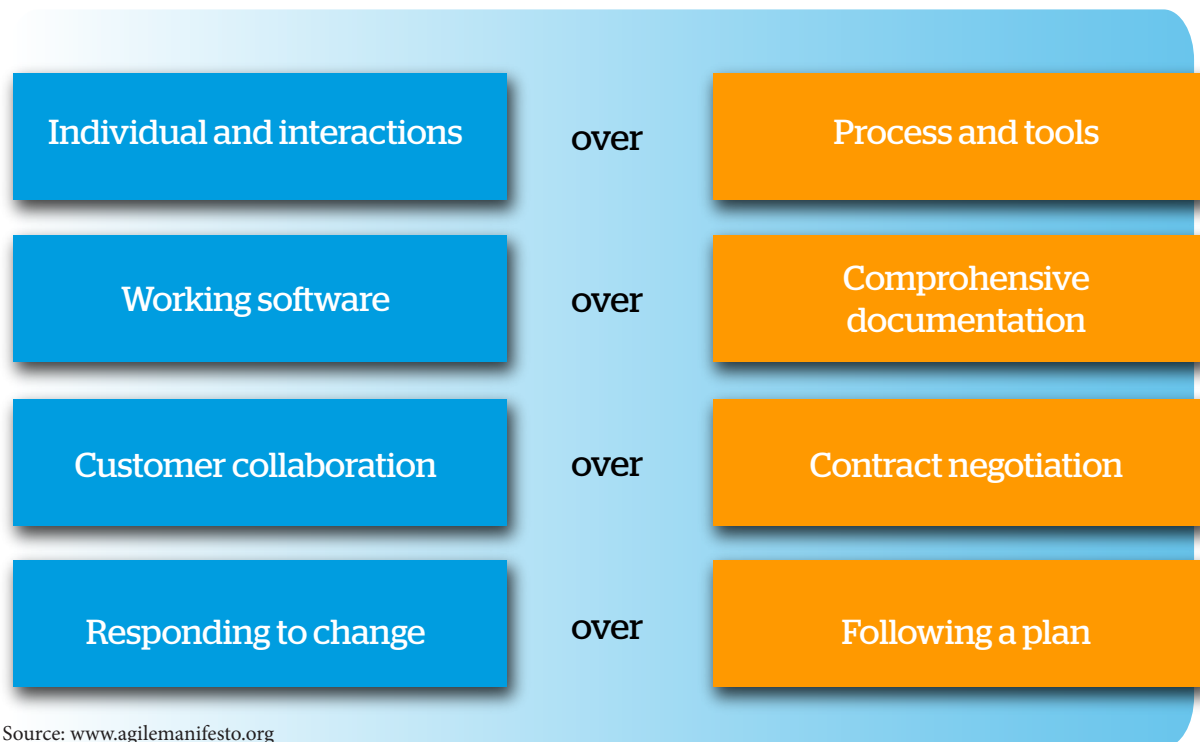 Individual and interactions
over
Process and tools
Working software
over
Comprohensive
documentation
Customer collaboration
over
Contract negotiation
Responding to change
over
Following a plan
Source: www.agilemanifesto.org